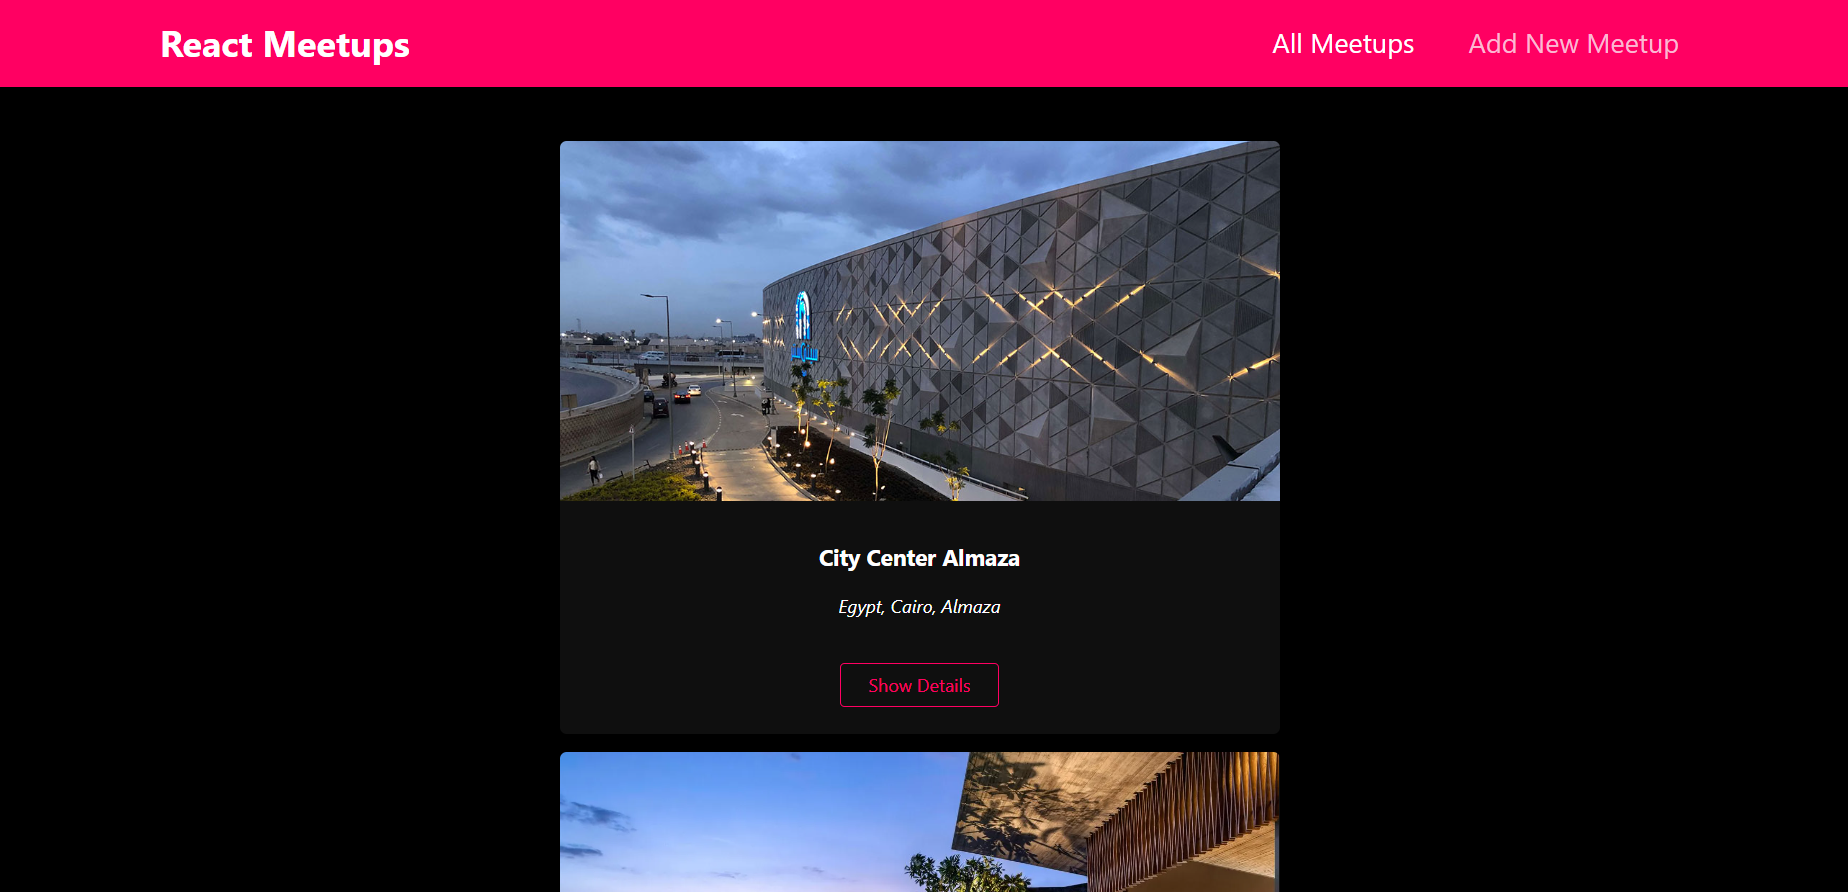 React Meetups
All Meetups
Add New Meetup
City Center Almaza
Egypt, Cairo, Almaza
Show Details